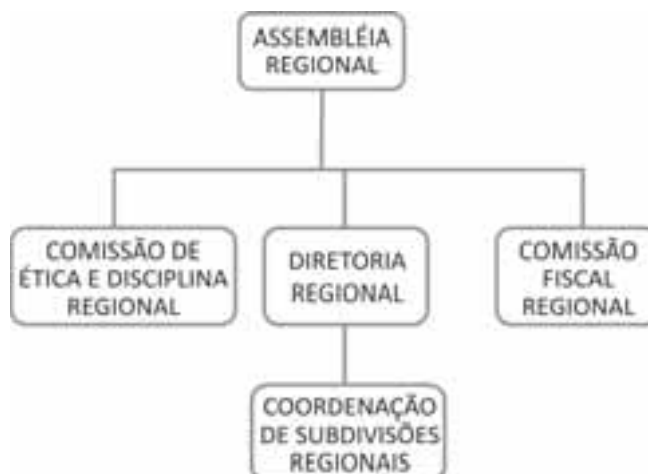 ASSEMBLÉIA
REGIONAL
COMISSÃO DE
ÉTICA E DISCIPLINA
REGIONAL
DIRETORIA
REGIONAL
COMISSÃO
FISCAL
REGIONAL
COORDENAÇÃO
DE SUBDIVISÕES
REGIONAIS